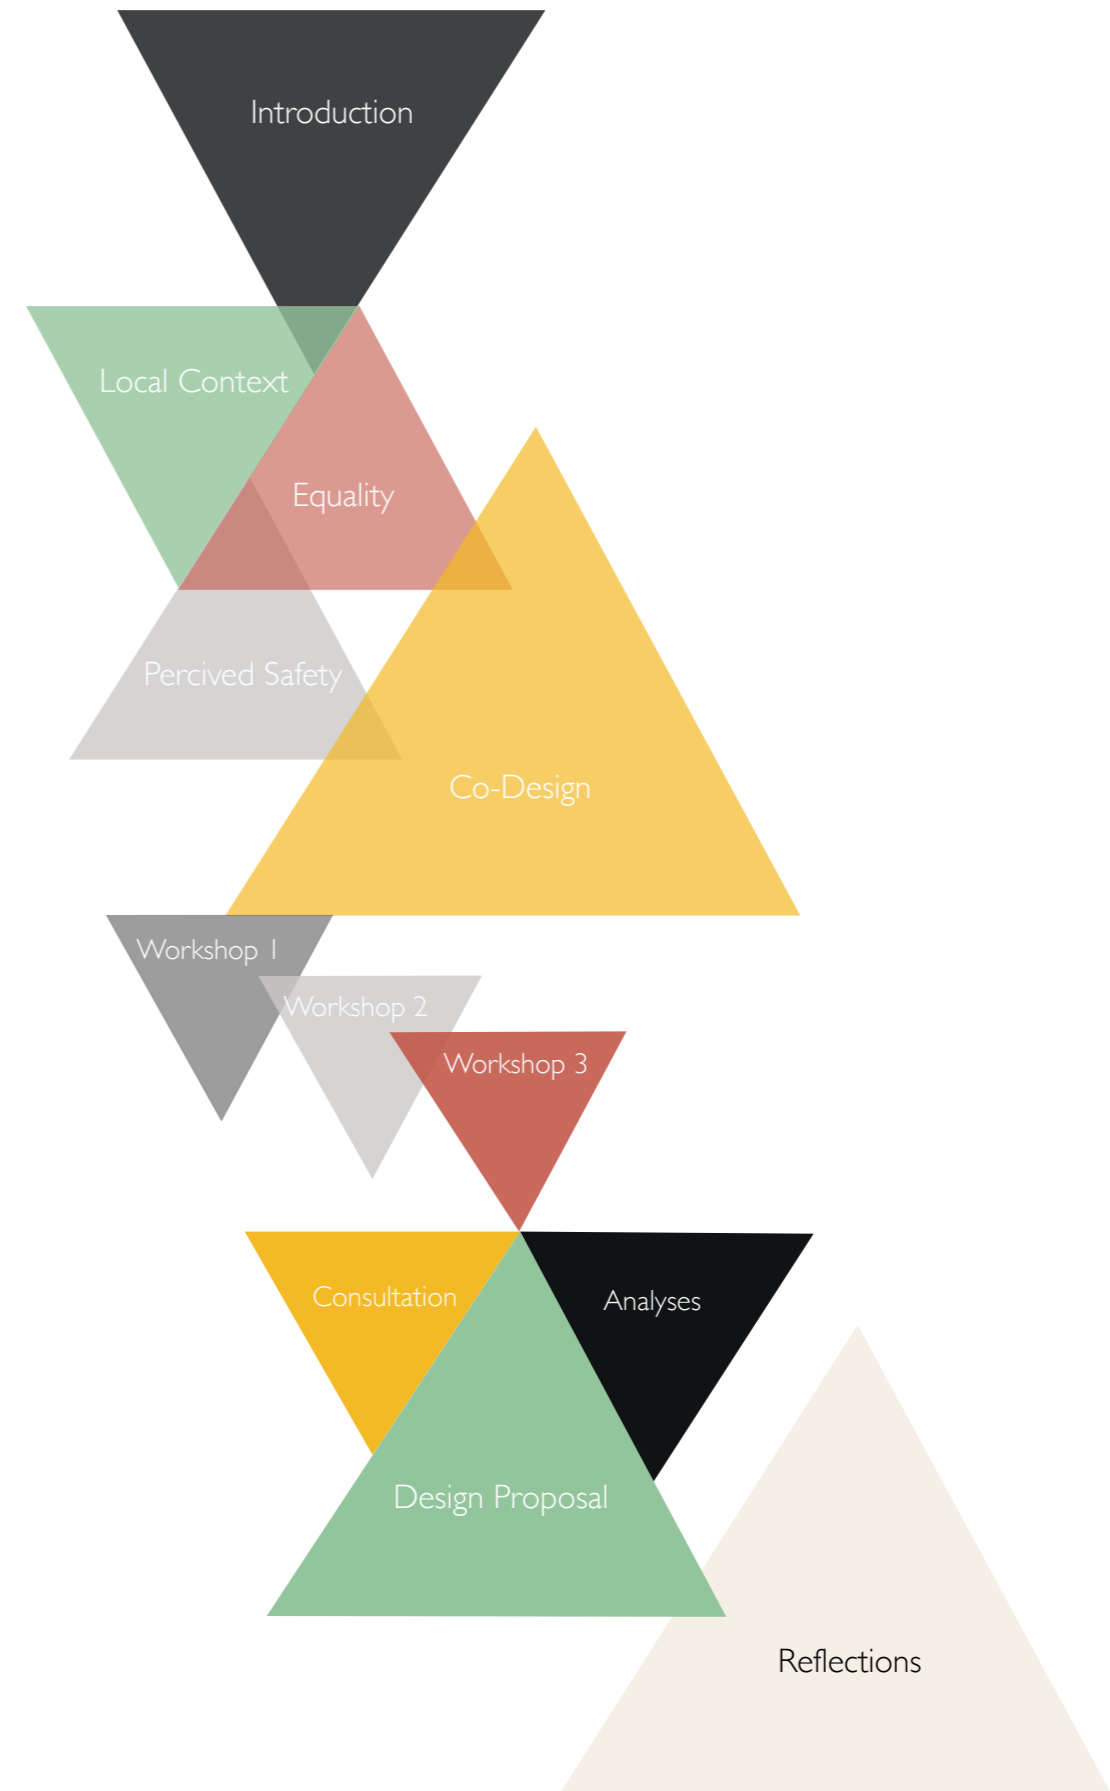 Introduction
Local Context
Equality
Percived Safety
Co-Design
Workshop 1
Workshop 2
Workshop 3
Consultation
Analyses
Design Proposal
Reflections